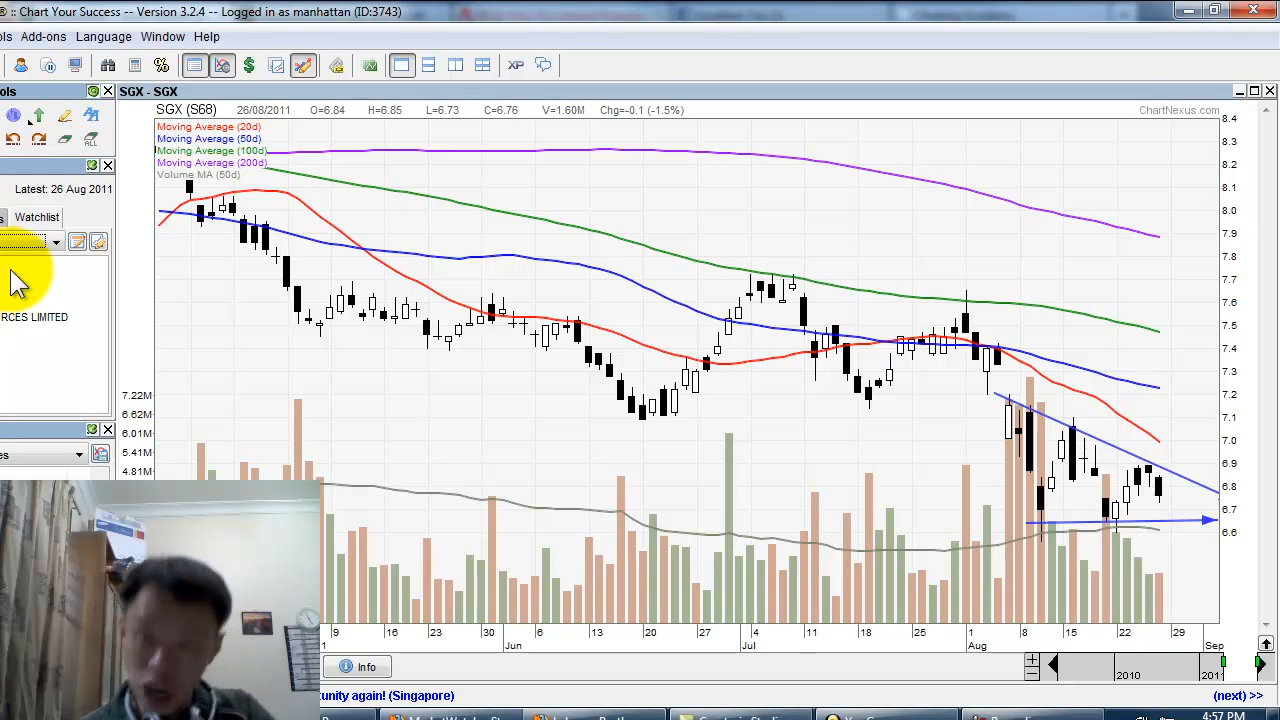 ® :: Chart Your Success -- Version 3.2.4 -- Logged in as manhattan (ID:3743)
ols Add-ons Language Window Help
XP
ols
SGX - SGX
ALL
SGX (S68) 26/08/2011 O=6.84 H=6.85 L=6.73 C=6.76 V=1.60M Chg=-0.1 (-1.5%) ChartNexus.com
Moving Average (20d)
Moving Average (50d)
Moving Average (100d)
Moving Average (200d)
Volume MA (50d)
Latest: 26 Aug 2011
s Watchlist
RCES LIMITED
es
8.4
8.3
8.2
8.1
8.0
7.9
7.8
7.7
7.6
7.5
7.4
7.3
7.2
7.1
7.0
6.9
6.8
6.7
6.6
7.22M
6.62M
6.01M
5.41M
4.81M
9 16 23 30 6 13 20 27 4 11 18 25 1 8 15 22 29
1 Jun Jul Aug Sep
Info
2010 2011
unity again! (Singapore) (next) >>
4:57 PM